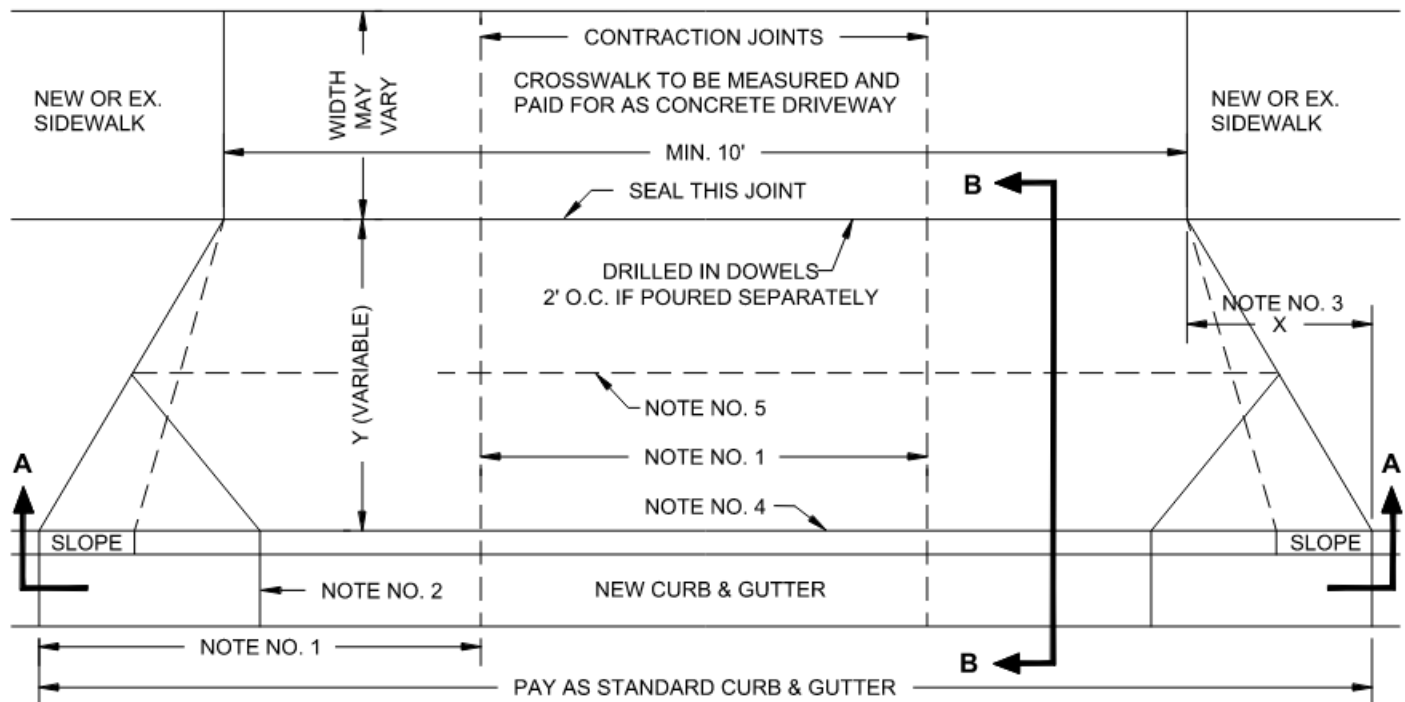 CONTRACTION JOINTS
NEW OR EX.
SIDEWALK
WIDTH
MAY
VARY
CROSSWALK TO BE MEASURED AND
PAID FOR AS CONCRETE DRIVEWAY
NEW OR EX.
SIDEWALK
MIN. 10'
B
SEAL THIS JOINT
DRILLED IN DOWELS
2' O.C. IF POURED SEPARATELY
NOTE NO. 3
X
Y (VARIABLE)
NOTE NO. 5
A
NOTE NO. 1
A
NOTE NO. 4
SLOPE
SLOPE
NOTE NO. 2
NEW CURB & GUTTER
NOTE NO. 1
B
PAY AS STANDARD CURB & GUTTER